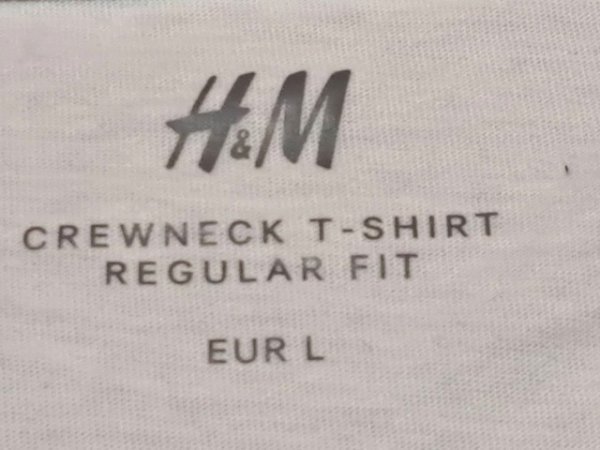 H&M
CREWNECK T-SHIRT
REGULAR FIT
EUR L